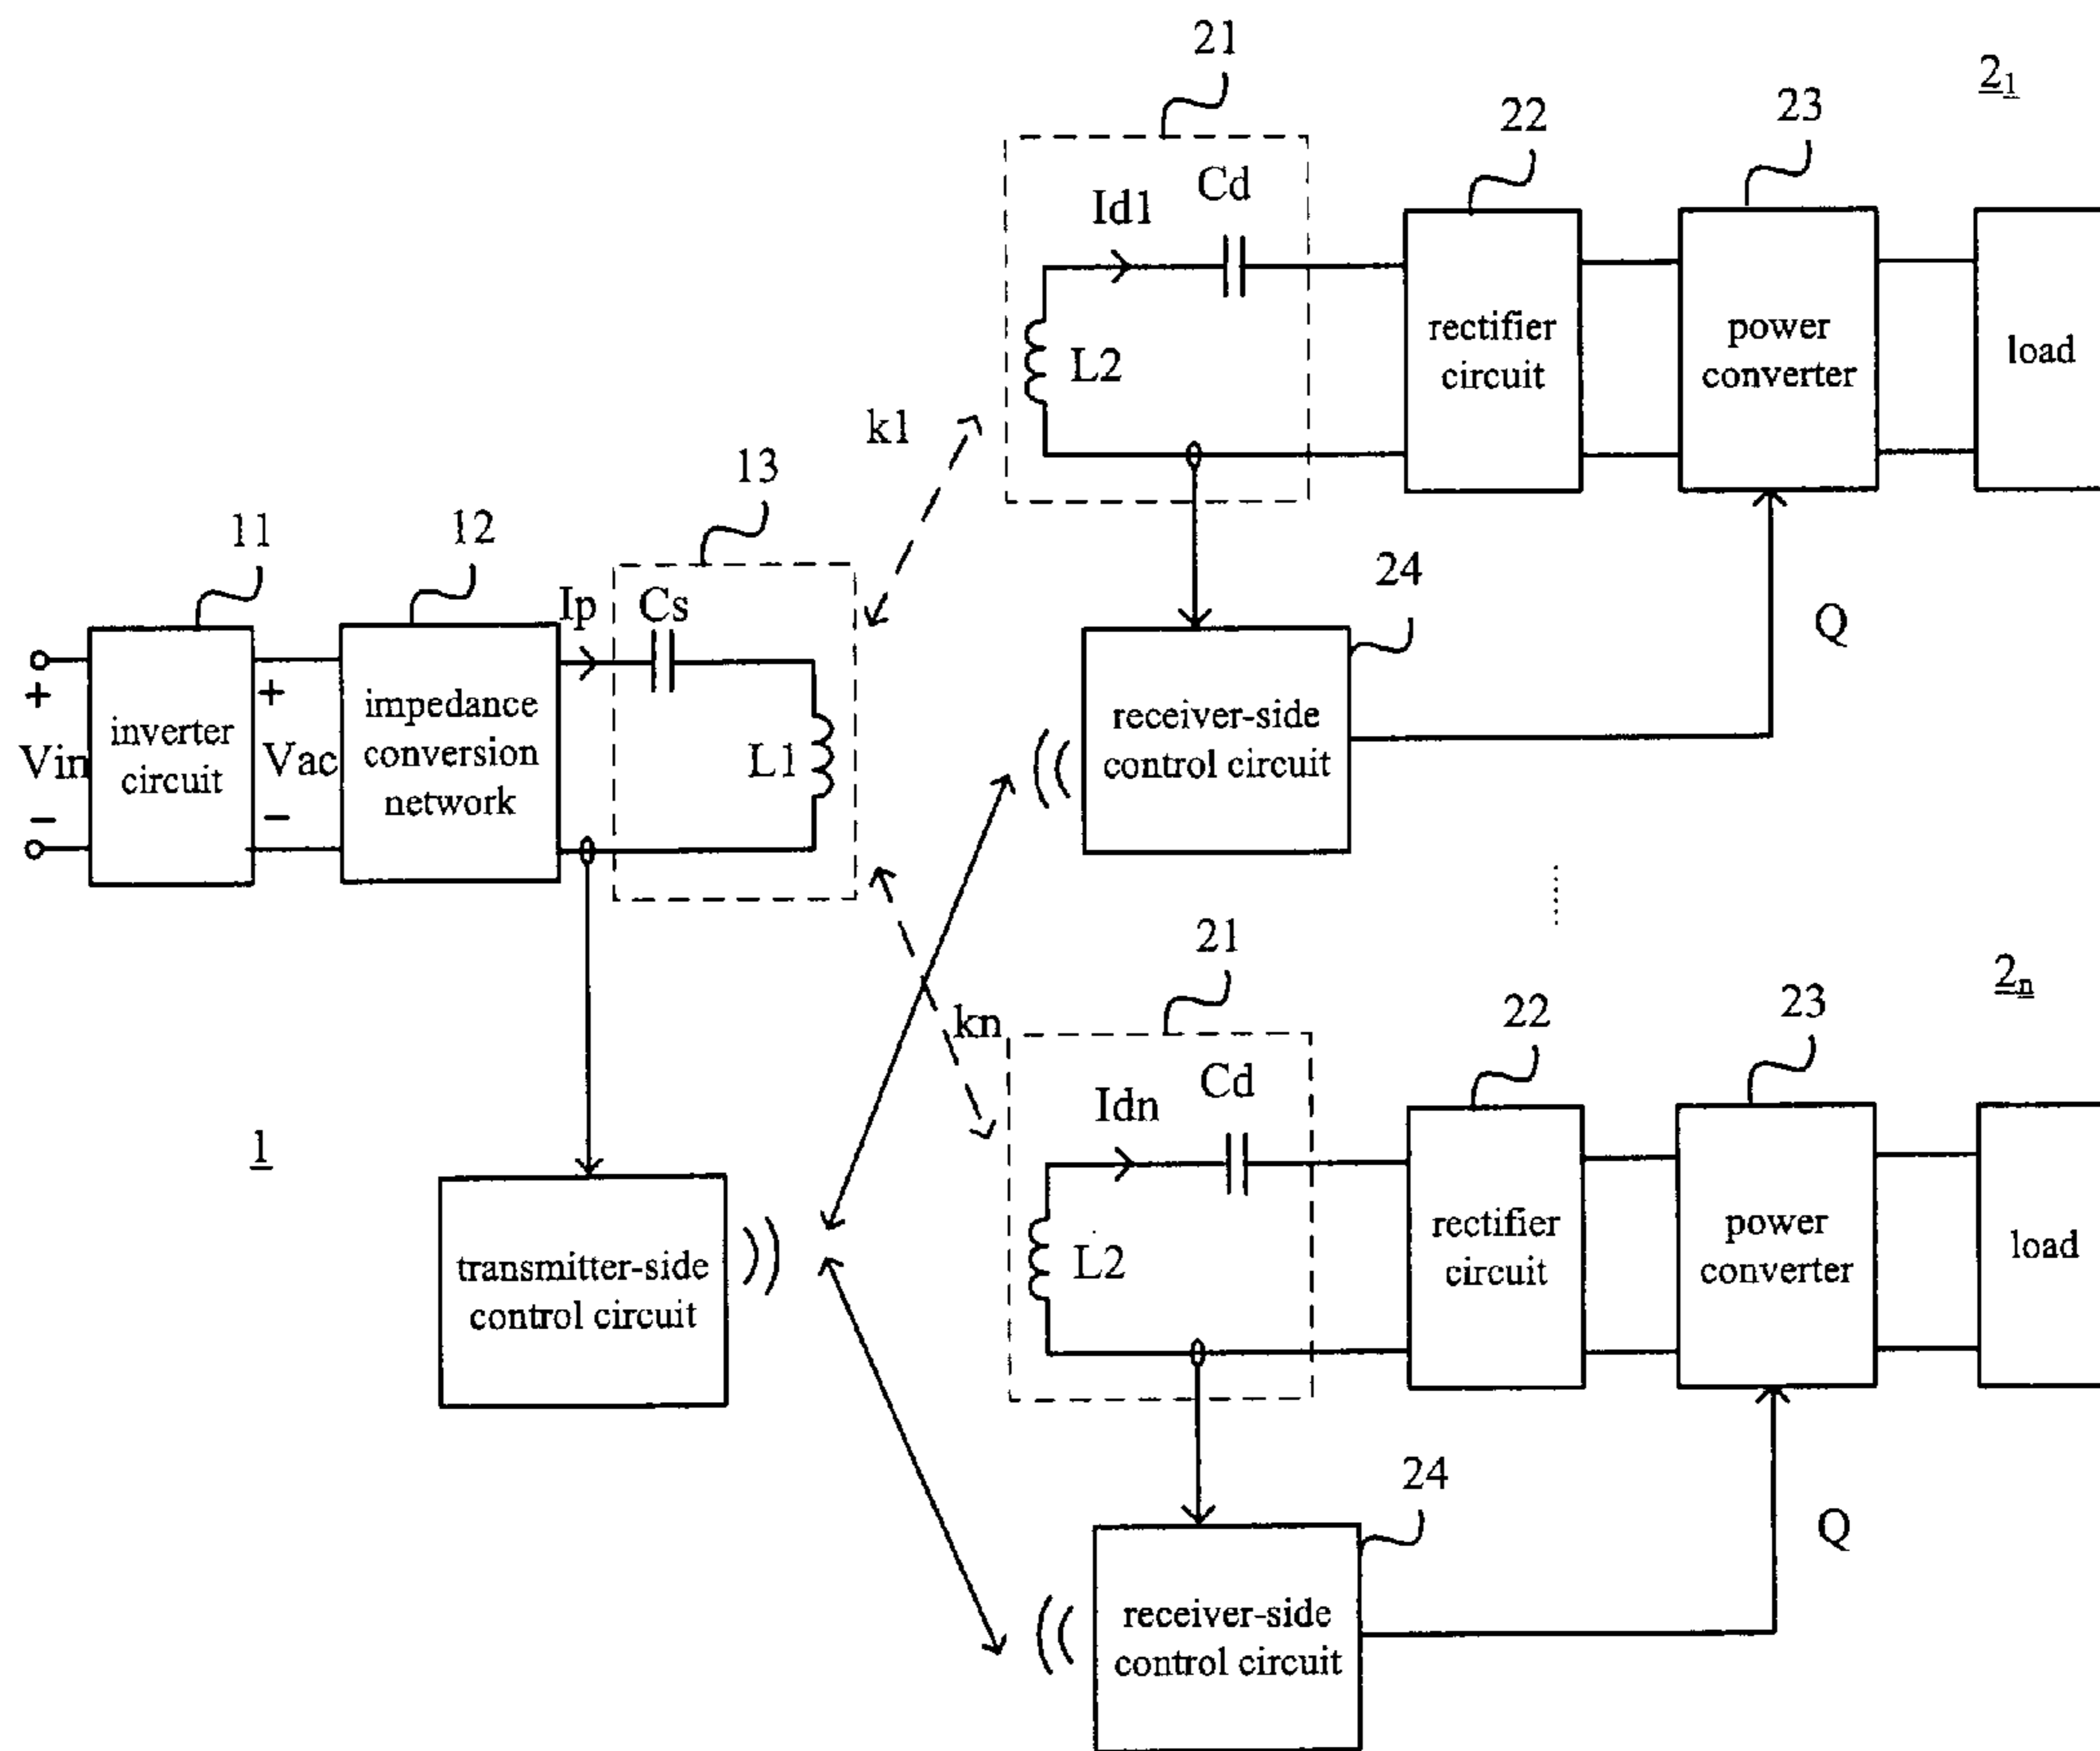 21
2₁
22
23
Cd
Id1
L2
rectifier
circuit
power
converter
load
k1
13
11
12
24
Ip
Cs
Q
+
Vin
−
inverter
circuit
+
Vac
−
impedance
conversion
network
L1
receiver-side
control circuit
21
2ₙ
22
23
kn
Cd
Idn
1
L2
rectifier
circuit
power
converter
load
transmitter-side
control circuit
24
Q
receiver-side
control circuit